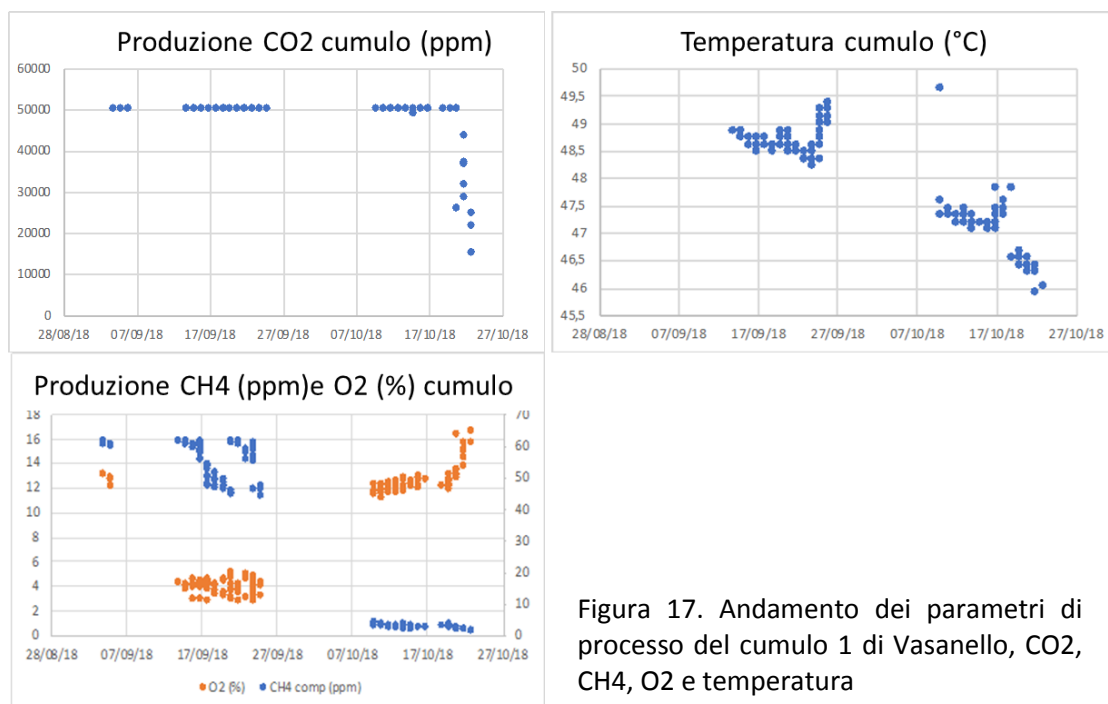 Produzione CO2 cumulo (ppm)
60000
50000
40000
30000
20000
10000
0
28/08/18 07/09/18 17/09/18 27/09/18 07/10/18 17/10/18 27/10/18
Temperatura cumulo (°C)
50
49,5
49
48,5
48
47,5
47
46,5
46
45,5
28/08/18 07/09/18 17/09/18 27/09/18 07/10/18 17/10/18 27/10/18
Produzione CH4 (ppm)e O2 (%) cumulo
18 70
16 60
14 50
12 40
10 30
8 20
6 10
4 0
2
0
28/08/18 07/09/18 17/09/18 27/09/18 07/10/18 17/10/18 27/10/18
O2 (%) CH4 comp (ppm)
Figura 17. Andamento dei parametri di
processo del cumulo 1 di Vasanello, CO2,
CH4, O2 e temperatura